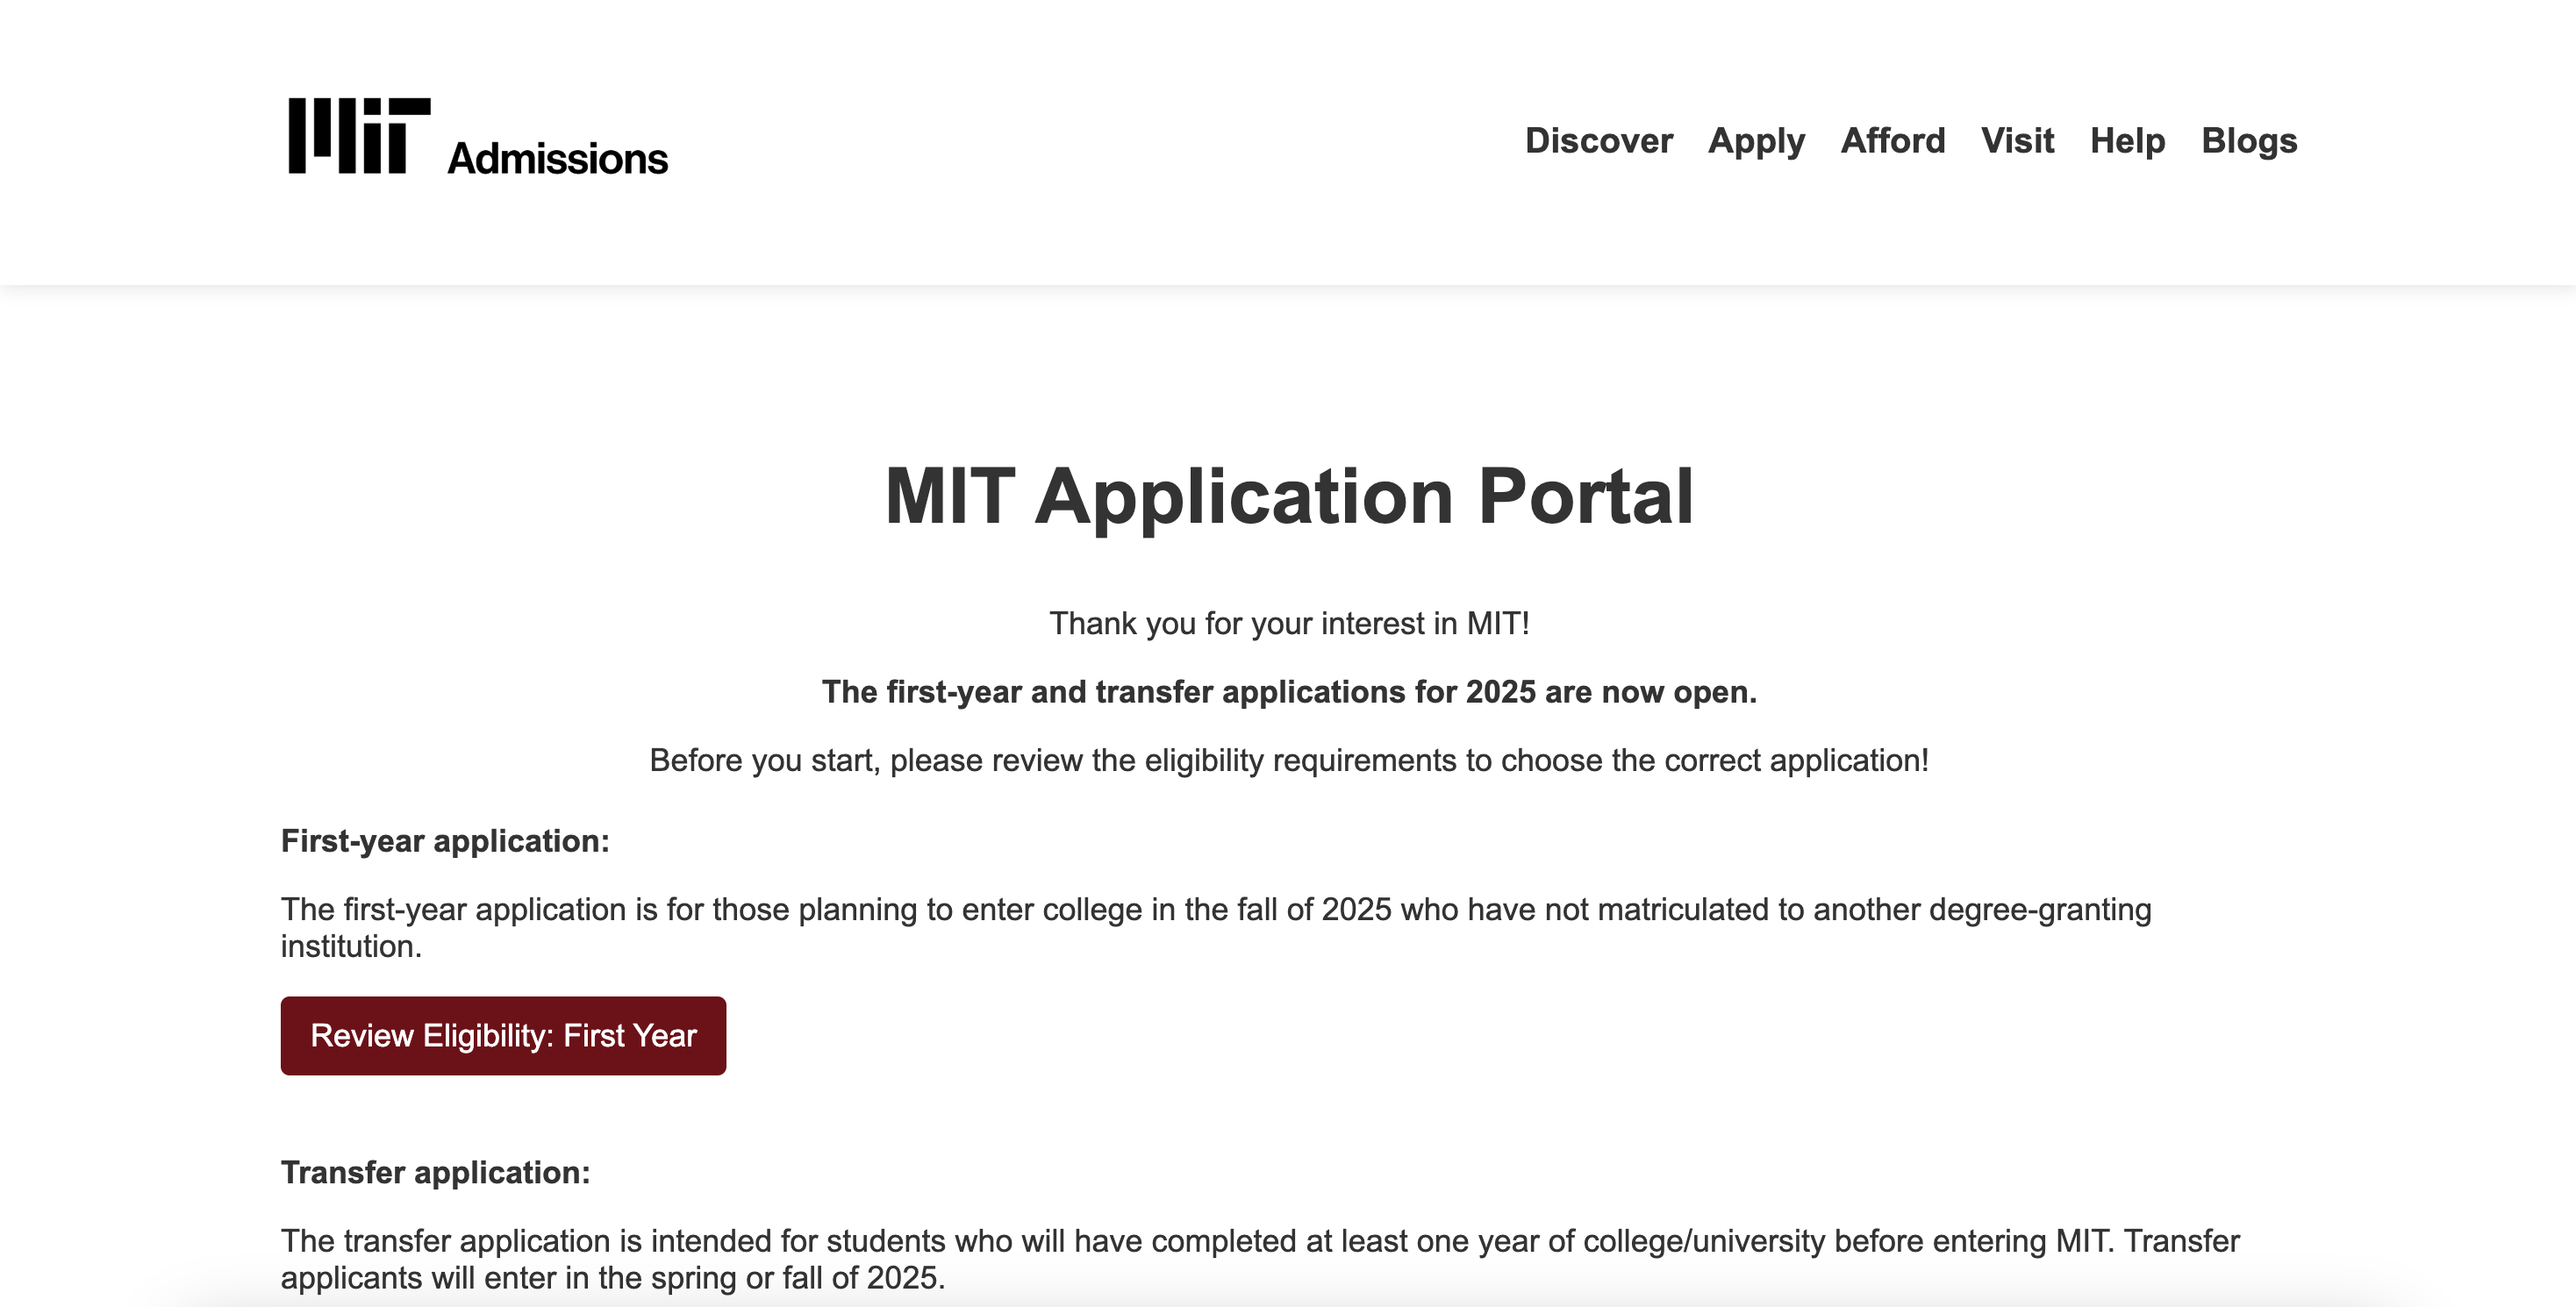 MIT Admissions
Discover Apply Afford Visit Help Blogs
MIT Application Portal
Thank you for your interest in MIT!
The first-year and transfer applications for 2025 are now open.
Before you start, please review the eligibility requirements to choose the correct application!
First-year application:
The first-year application is for those planning to enter college in the fall of 2025 who have not matriculated to another degree-granting
institution.
Review Eligibility: First Year
Transfer application:
The transfer application is intended for students who will have completed at least one year of college/university before entering MIT. Transfer
applicants will enter in the spring or fall of 2025.